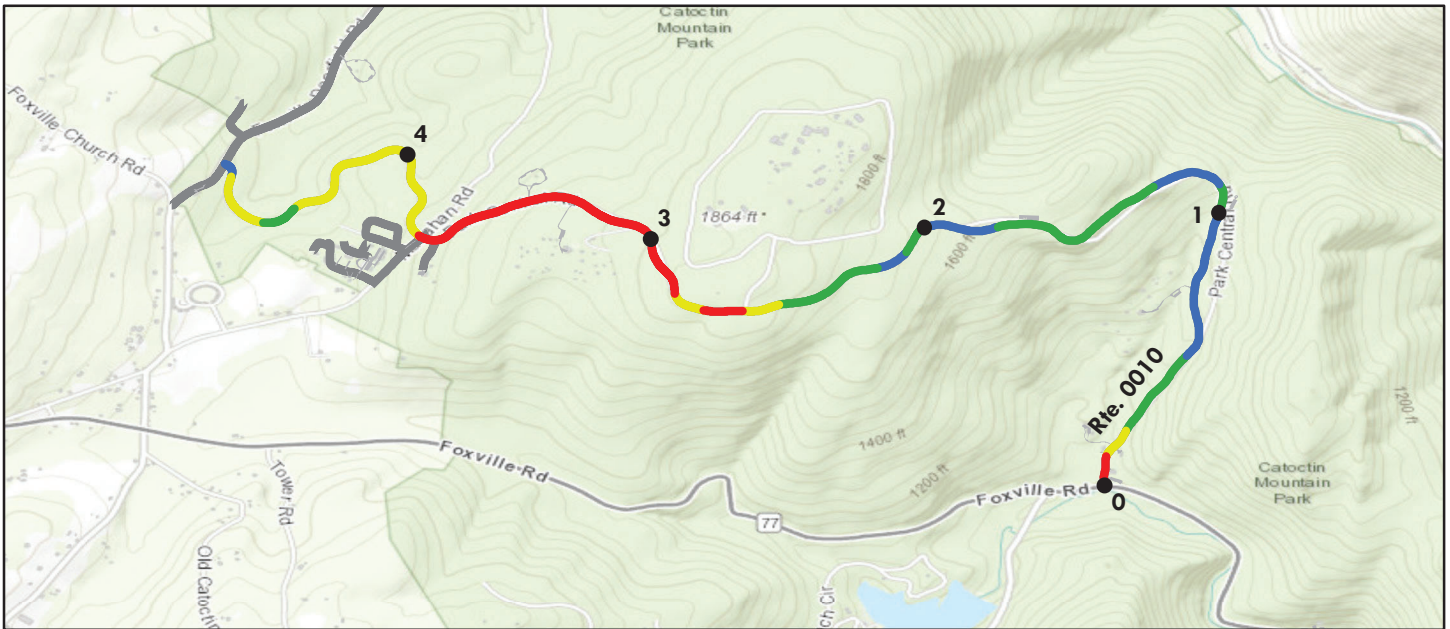 Catoctin
Mountain
Park
Foxville Church Rd
4
1800 ft
1864 ft
3
2
1600 ft
1
Park Central
Rte. 0010
1400 ft
1200 ft
1200 ft
Foxville Rd
Foxville Rd
0
77
Catoctin
Mountain
Park
Tower Rd
Old Catoctin